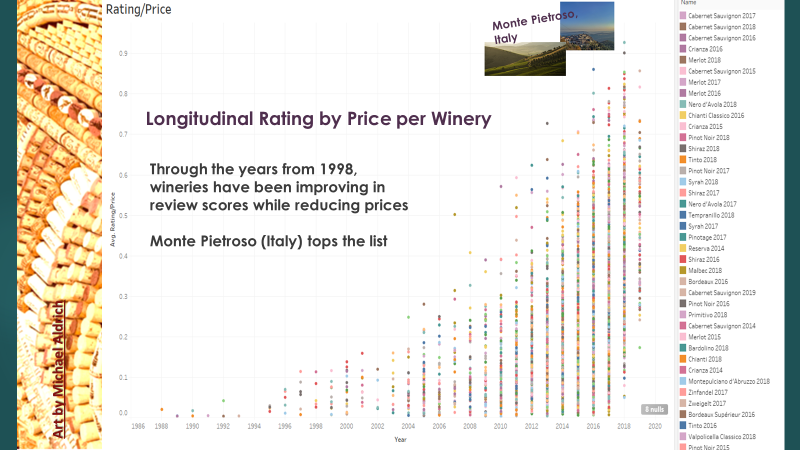 Rating/Price
Monte Pietroso,
Italy
Longitudinal Rating by Price per Winery
Through the years from 1998,
wineries have been improving in
review scores while reducing prices
Monte Pietroso (Italy) tops the list
Art by Michael Aldrich
Avg. Rating/Price
0.9
0.8
0.7
0.6
0.5
0.4
0.3
0.2
0.1
0.0
1986 1988 1990 1992 1994 1996 1998 2000 2002 2004 2006 2008 2010 2012 2014 2016 2018 2020
Year
6 nulls
Name
Cabernet Sauvignon 2017
Cabernet Sauvignon 2018
Cabernet Sauvignon 2016
Crianza 2016
Merlot 2018
Cabernet Sauvignon 2015
Merlot 2017
Merlot 2016
Nero d'Avola 2018
Chianti Classico 2016
Crianza 2015
Pinot Noir 2018
Shiraz 2018
Tinto 2018
Pinot Noir 2017
Syrah 2018
Shiraz 2017
Nero d'Avola 2017
Tempranillo 2018
Syrah 2017
Pinotage 2017
Reserva 2014
Shiraz 2016
Malbec 2018
Bordeaux 2016
Cabernet Sauvignon 2019
Pinot Noir 2016
Primitivo 2018
Cabernet Sauvignon 2014
Merlot 2015
Bardolino 2018
Chianti 2018
Crianza 2014
Montepulciano d'Abruzzo 2018
Zinfandel 2017
Zweigelt 2017
Bordeaux Supérieur 2016
Tinto 2016
Valpolicella Classico 2018
Pinot Noir 2015